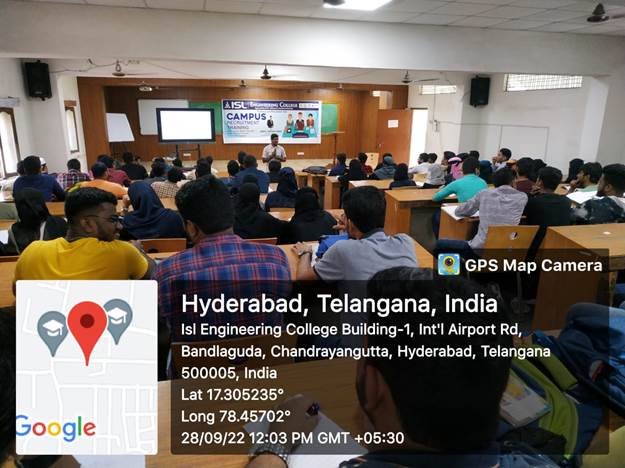 ISL ENGINEERING COLLEGE
CAMPUS
RECRUITMENT
TRAINING
GPS Map Camera
Hyderabad, Telangana, India
Isl Engineering College Building-1, Int'l Airport Rd,
Bandlaguda, Chandrayangutta, Hyderabad, Telangana
500005, India
Lat 17.305235°
Long 78.45702°
28/09/22 12:03 PM GMT +05:30
Google